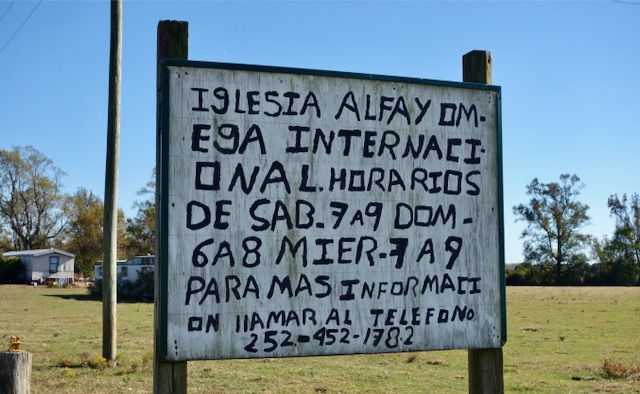 IGLESIA ALFA Y OM-
EGA INTERNACI-
ONAL. HORARIOS
DE SAB-7A9 DOM-
6A8 MIER-7A9
PARA MAS INFORMACI
ON llAMAR AL TELEFONO
252-452-1782